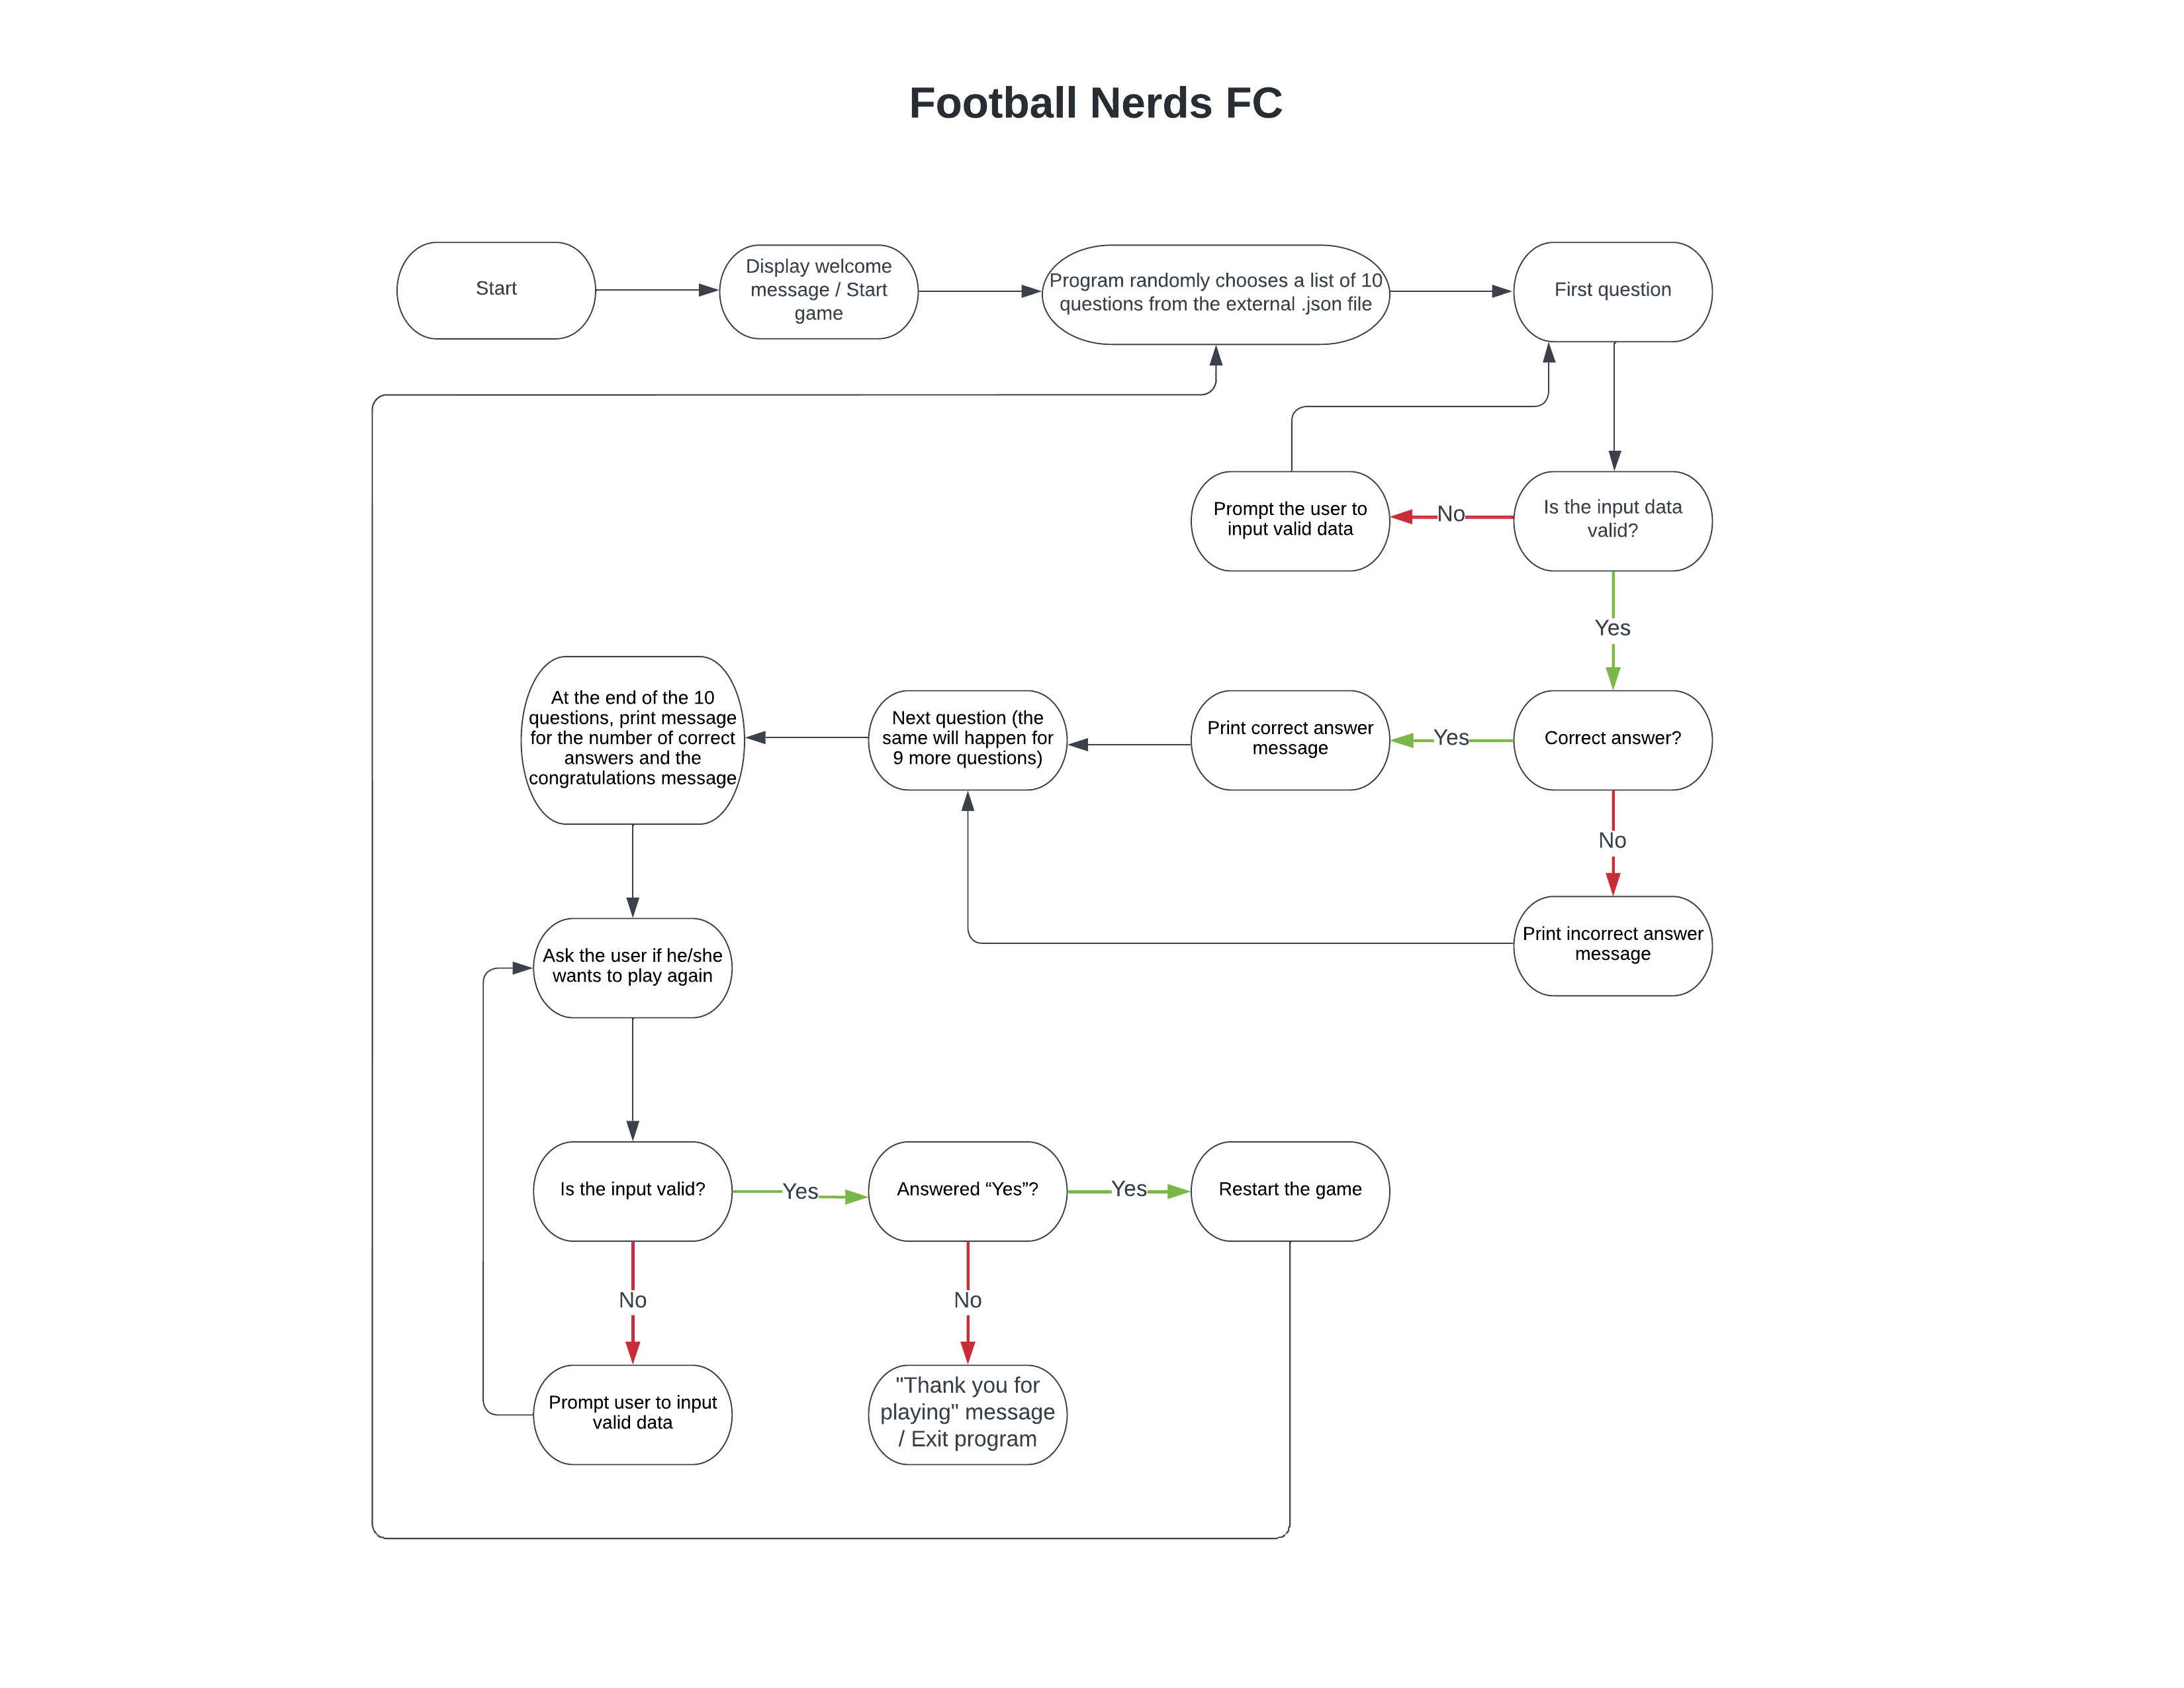 Football Nerds FC
Start
Display welcome
message / Start
game
Program randomly chooses a list of 10
questions from the external .json file
First question
Prompt the user to
input valid data
No
Is the input data
valid?
Yes
At the end of the 10
questions, print message
for the number of correct
answers and the
congratulations message
Next question (the
same will happen for
9 more questions)
Print correct answer
message
Yes
Correct answer?
No
Print incorrect answer
message
Ask the user if he/she
wants to play again
Is the input valid?
Yes
Answered “Yes”?
Yes
Restart the game
No
No
Prompt user to input
valid data
"Thank you for
playing" message
/ Exit program